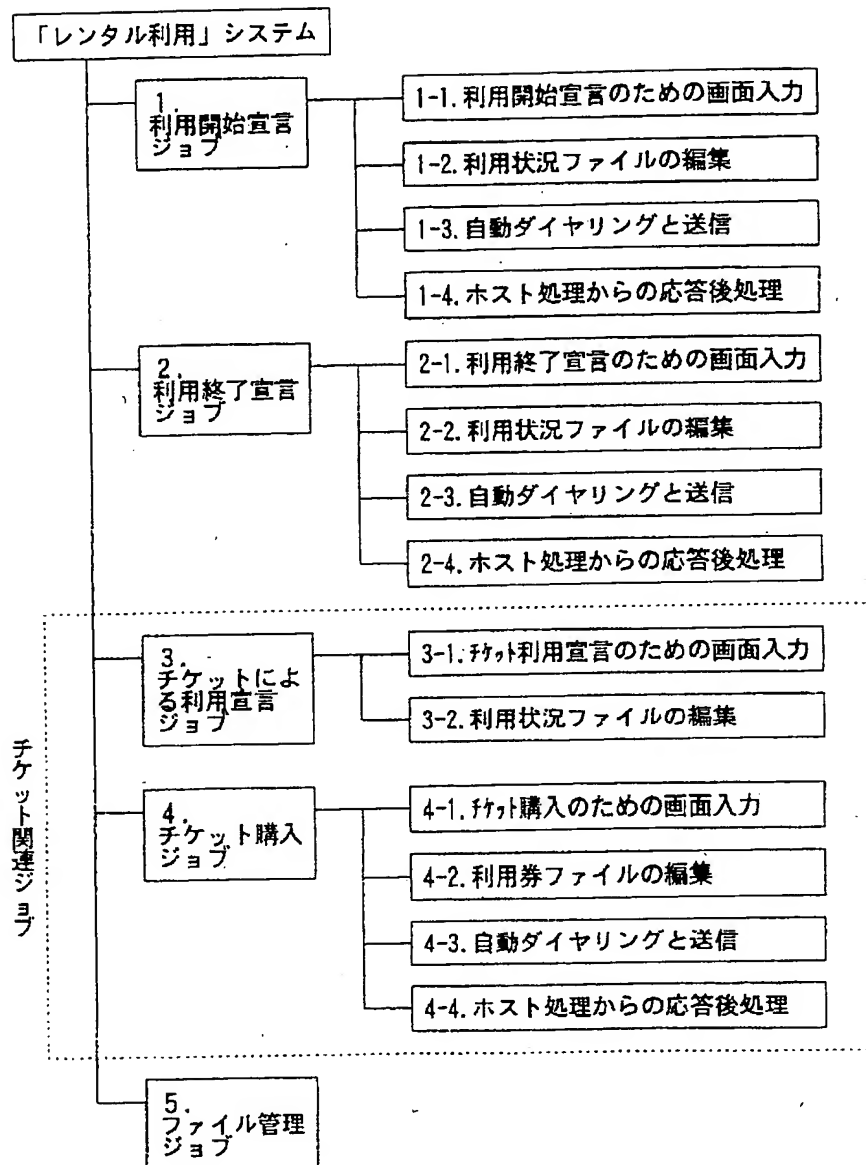 「レンタル利用」システム
1.
利用開始宣言
ジョブ
1-1.利用開始宣言のための画面入力
1-2.利用状況ファイルの編集
1-3.自動ダイヤリングと送信
1-4.ホスト処理からの応答後処理
2.
利用終了宣言
ジョブ
2-1.利用終了宣言のための画面入力
2-2.利用状況ファイルの編集
2-3.自動ダイヤリングと送信
2-4.ホスト処理からの応答後処理
チケット関連ジョブ
3.
チケットによ
る利用宣言
ジョブ
3-1.チケット利用宣言のための画面入力
3-2.利用状況ファイルの編集
4.
チケット購入
ジョブ
4-1.チケット購入のための画面入力
4-2.利用券ファイルの編集
4-3.自動ダイヤリングと送信
4-4.ホスト処理からの応答後処理
5.
ファイル管理
ジョブ